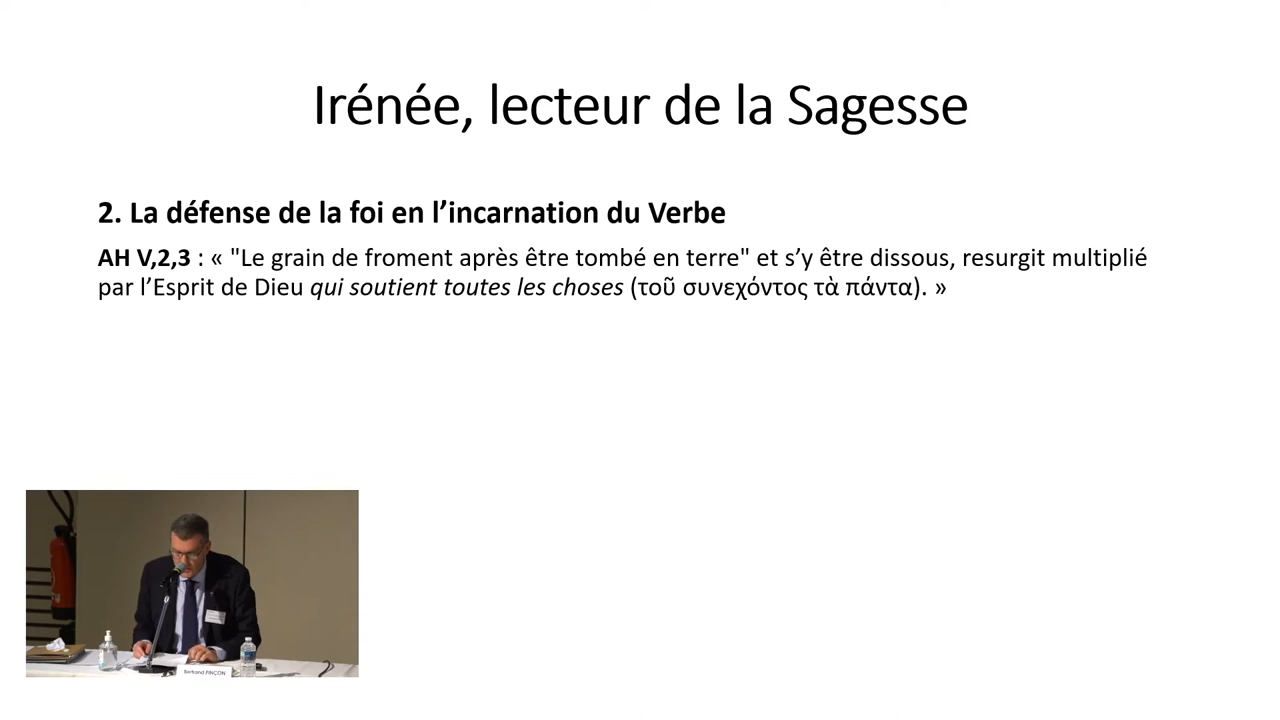 Irénée, lecteur de la Sagesse
2. La défense de la foi en l’incarnation du Verbe
AH V,2,3 : « "Le grain de froment après être tombé en terre" et s’y être dissous, resurgit multiplié
par l’Esprit de Dieu qui soutient toutes les choses (τοῦ συνεχόντος τὰ πάντα). »
Bertrand PINÇON